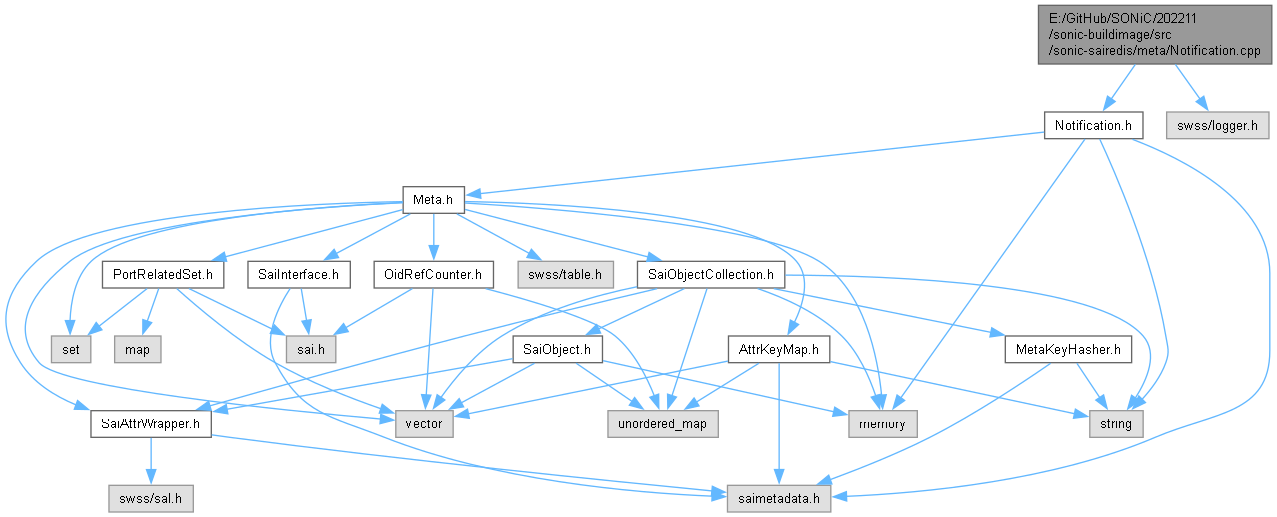 E:/GitHub/SONiC/202211
/sonic-buildimage/src
/sonic-sairedis/meta/Notification.cpp
Notification.h
swss/logger.h
Meta.h
PortRelatedSet.h
SaiInterface.h
OidRefCounter.h
swss/table.h
SaiObjectCollection.h
set
map
sai.h
SaiObject.h
AttrKeyMap.h
MetaKeyHasher.h
SaiAttrWrapper.h
vector
unordered_map
memory
string
swss/sal.h
saimetadata.h